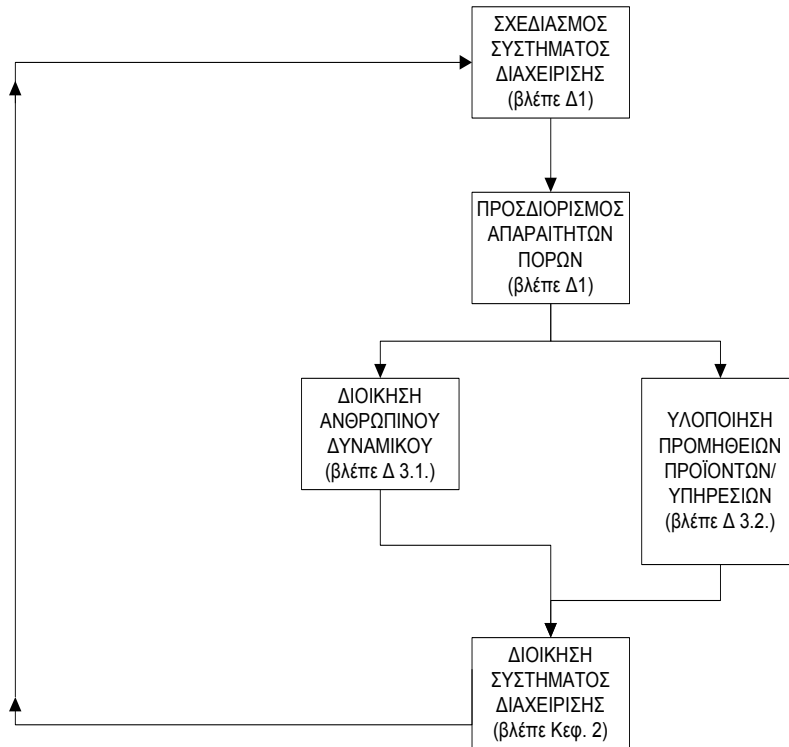 ΣΧΕΔΙΑΣΜΟΣ
ΣΥΣΤΗΜΑΤΟΣ
ΔΙΑΧΕΙΡΙΣΗΣ
(βλέπε Δ1)
ΠΡΟΣΔΙΟΡΙΣΜΟΣ
ΑΠΑΡΑΙΤΗΤΩΝ
ΠΟΡΩΝ
(βλέπε Δ1)
ΔΙΟΙΚΗΣΗ
ΑΝΘΡΩΠΙΝΟΥ
ΔΥΝΑΜΙΚΟΥ
(βλέπε Δ 3.1.)
ΥΛΟΠΟΙΗΣΗ
ΠΡΟΜΗΘΕΙΩΝ
ΠΡΟΪΟΝΤΩΝ/
ΥΠΗΡΕΣΙΩΝ
(βλέπε Δ 3.2.)
ΔΙΟΙΚΗΣΗ
ΣΥΣΤΗΜΑΤΟΣ
ΔΙΑΧΕΙΡΙΣΗΣ
(βλέπε Κεφ. 2)